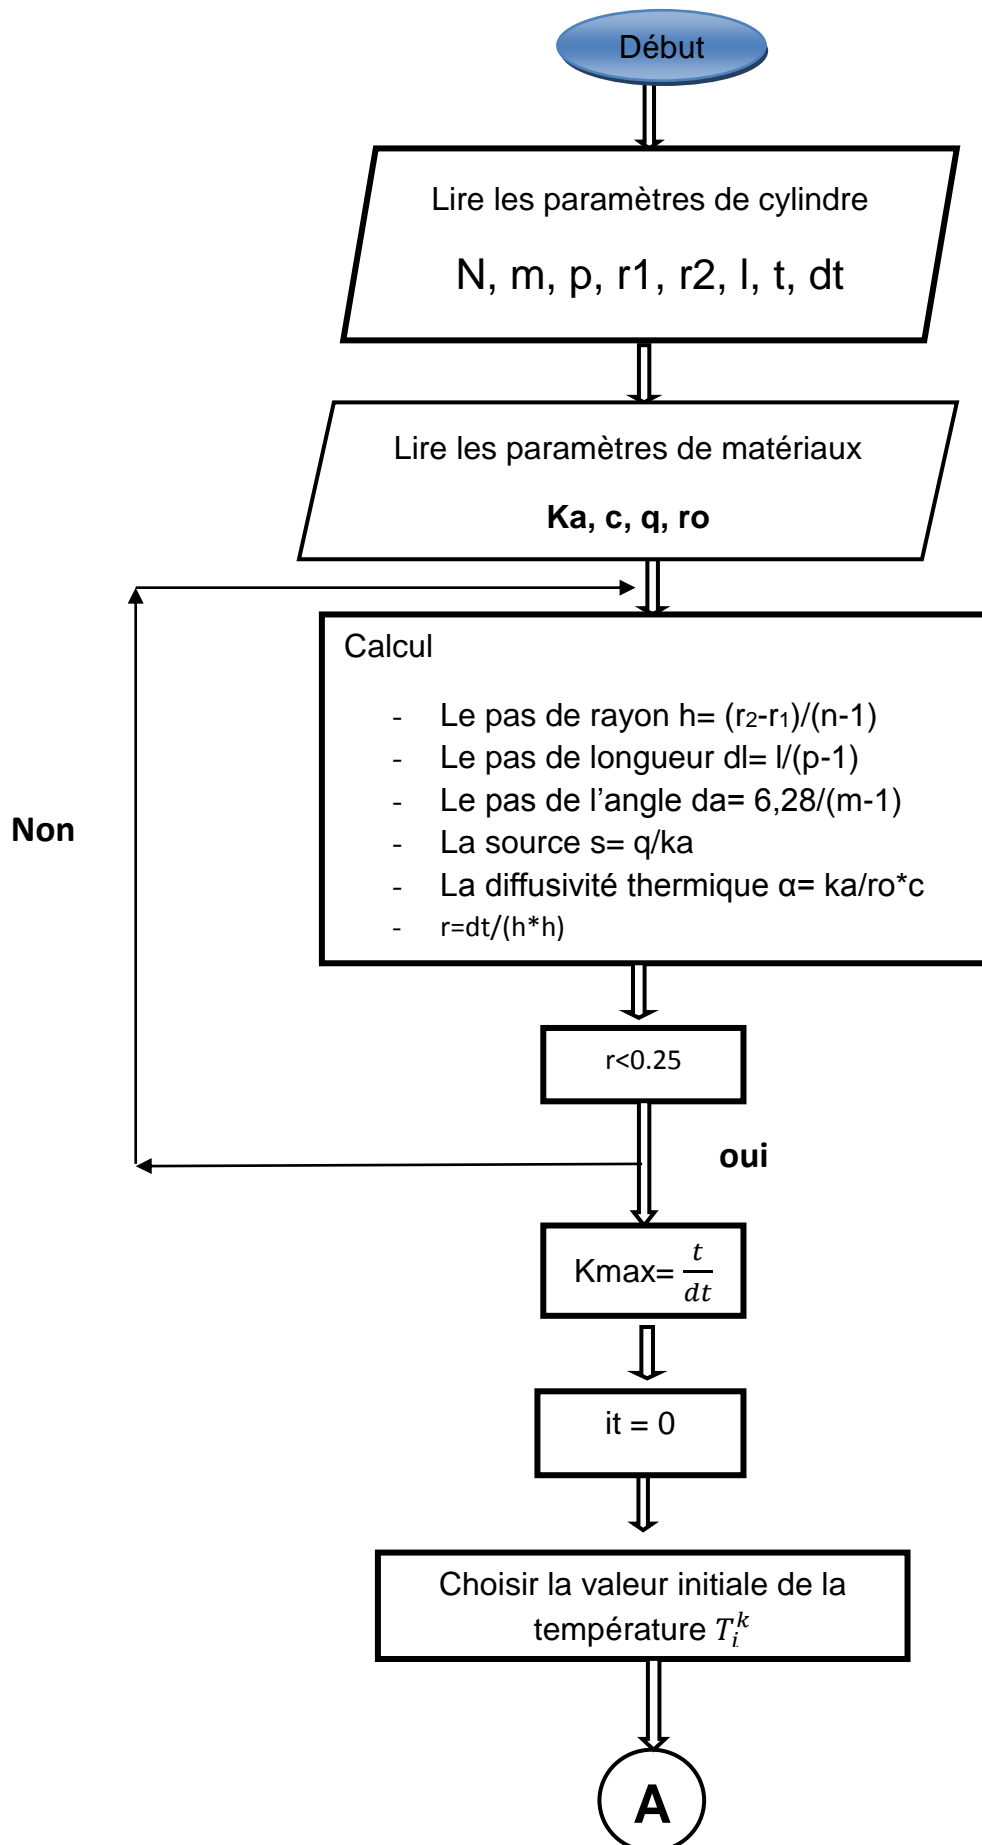 Début
Lire les paramètres de cylindre
N, m, p, r1, r2, l, t, dt
Lire les paramètres de matériaux
Ka, c, q, ro
Calcul
- Le pas de rayon h= (r₂-r₁)/(n-1)
- Le pas de longueur dl= l/(p-1)
- Le pas de l’angle da= 6,28/(m-1)
- La source s= q/ka
- La diffusivité thermique α= ka/ro*c
- r=dt/(h*h)
Non
r<0.25
oui
Kmax= t/dt
it = 0
Choisir la valeur initiale de la
température T_i^k
A